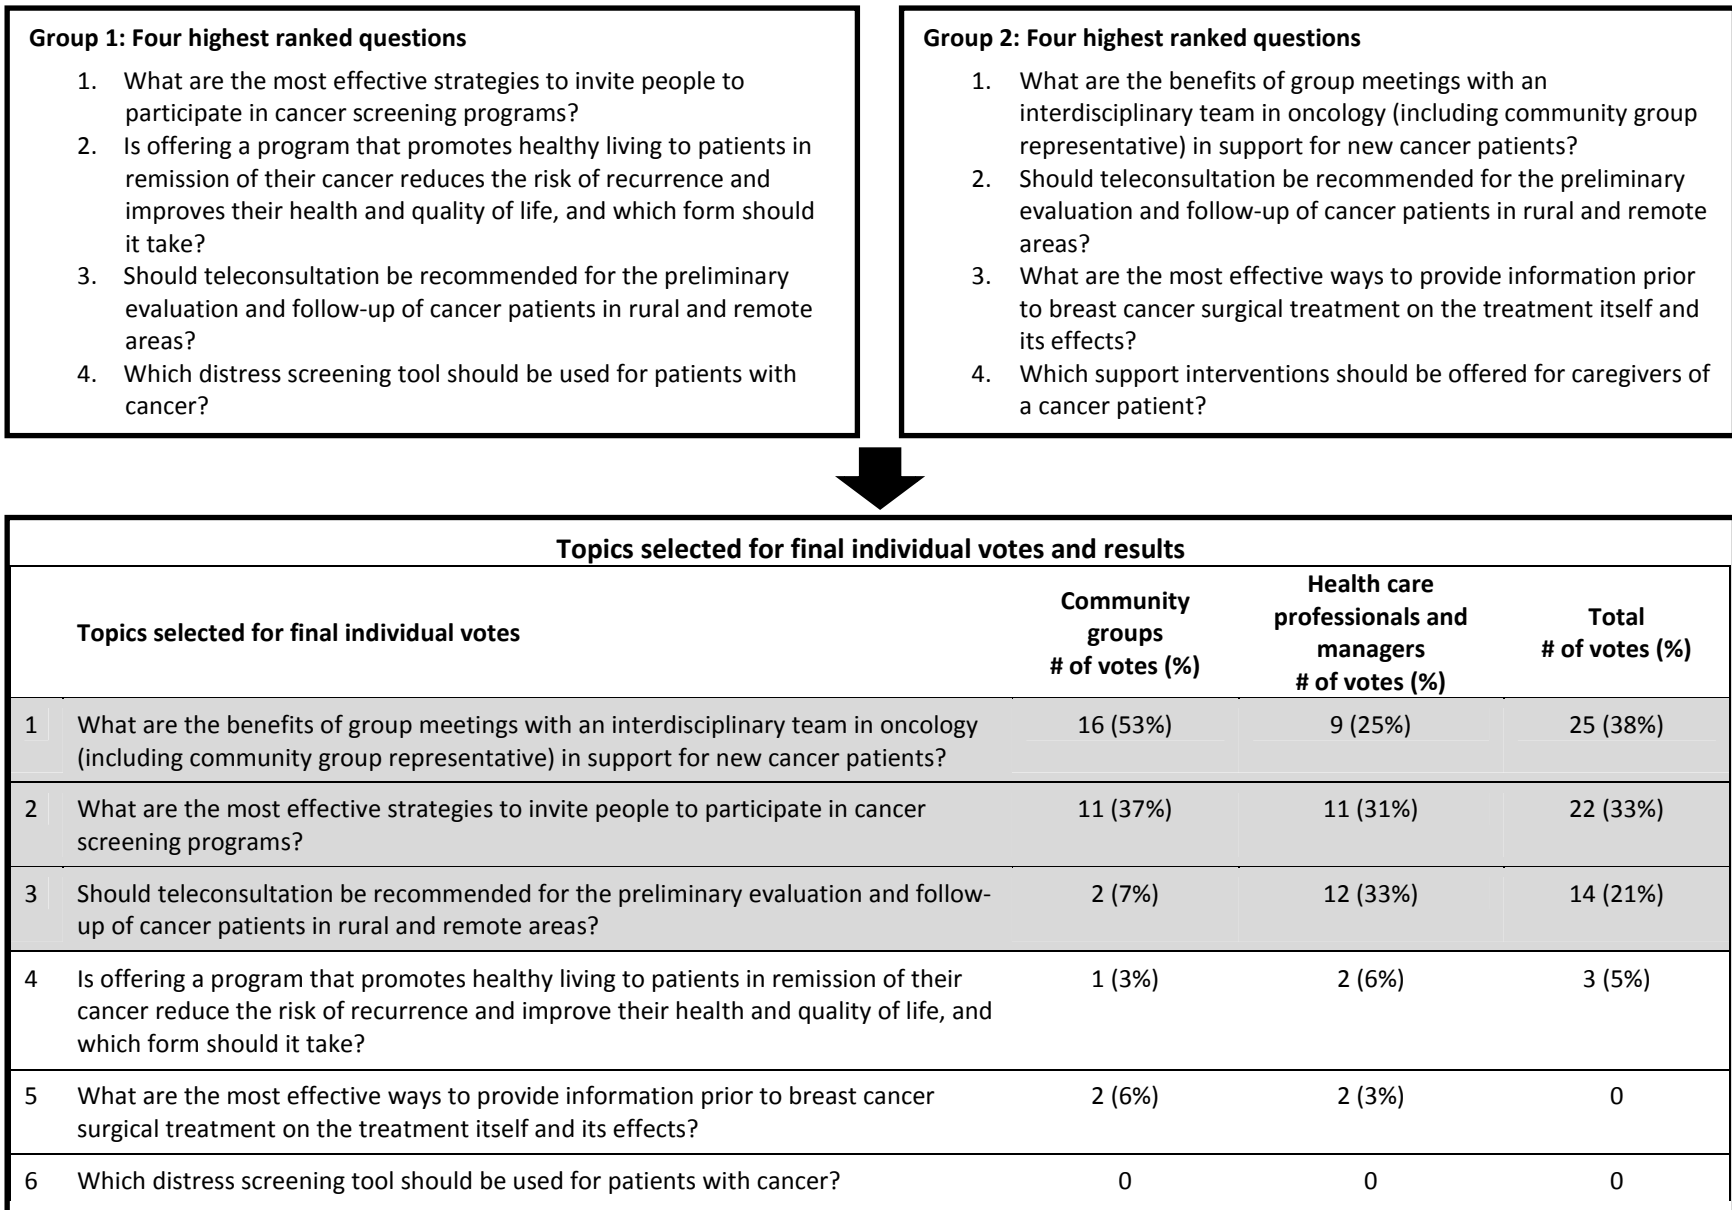 Group 1: Four highest ranked questions
1. What are the most effective strategies to invite people to
participate in cancer screening programs?
2. Is offering a program that promotes healthy living to patients in
remission of their cancer reduces the risk of recurrence and
improves their health and quality of life, and which form should
it take?
3. Should teleconsultation be recommended for the preliminary
evaluation and follow-up of cancer patients in rural and remote
areas?
4. Which distress screening tool should be used for patients with
cancer?
Group 2: Four highest ranked questions
1. What are the benefits of group meetings with an
interdisciplinary team in oncology (including community group
representative) in support for new cancer patients?
2. Should teleconsultation be recommended for the preliminary
evaluation and follow-up of cancer patients in rural and remote
areas?
3. What are the most effective ways to provide information prior
to breast cancer surgical treatment on the treatment itself and
its effects?
4. Which support interventions should be offered for caregivers of
a cancer patient?
Topics selected for final individual votes and results
Topics selected for final individual votes
Community
groups
# of votes (%)
Health care
professionals and
managers
# of votes (%)
Total
# of votes (%)
1 What are the benefits of group meetings with an interdisciplinary team in oncology 16 (53%) 9 (25%) 25 (38%)
(including community group representative) in support for new cancer patients?
2 What are the most effective strategies to invite people to participate in cancer 11 (37%) 11 (31%) 22 (33%)
screening programs?
3 Should teleconsultation be recommended for the preliminary evaluation and follow- 2 (7%) 12 (33%) 14 (21%)
up of cancer patients in rural and remote areas?
4 Is offering a program that promotes healthy living to patients in remission of their 1 (3%) 2 (6%) 3 (5%)
cancer reduce the risk of recurrence and improve their health and quality of life, and
which form should it take?
5 What are the most effective ways to provide information prior to breast cancer 2 (6%) 2 (3%) 0
surgical treatment on the treatment itself and its effects?
6 Which distress screening tool should be used for patients with cancer? 0 0 0